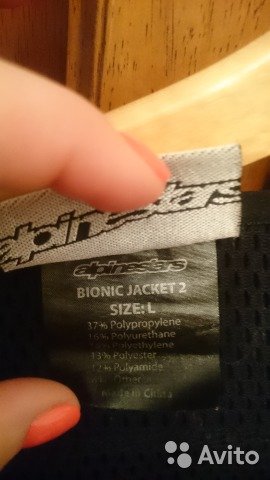 alpinestars
alpinestars
BIONIC JACKET 2
SIZE: L
37% Polypropylene
16% Polyurethane
Polyethylene
13% Polyester
12% Polyamide
Made in China
Avito